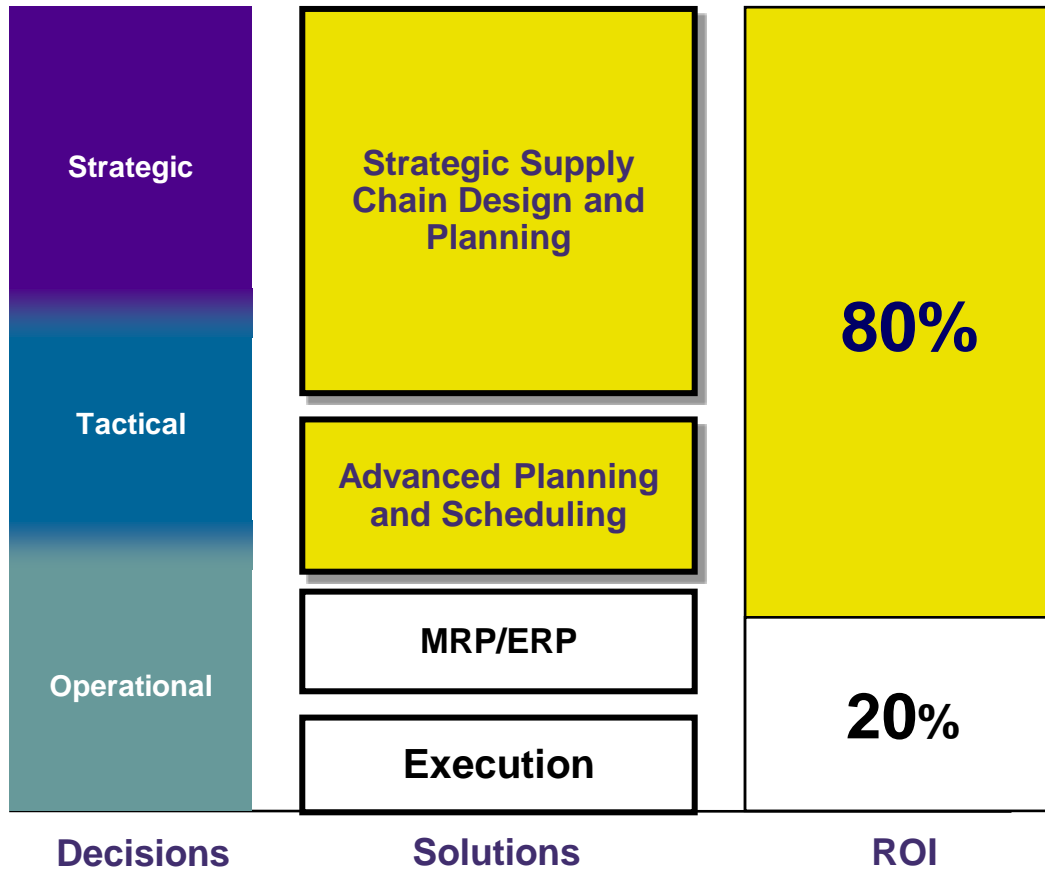 Strategic
Tactical
Operational
Strategic Supply
Chain Design and
Planning
Advanced Planning
and Scheduling
MRP/ERP
Execution
80%
20%
Decisions
Solutions
ROI